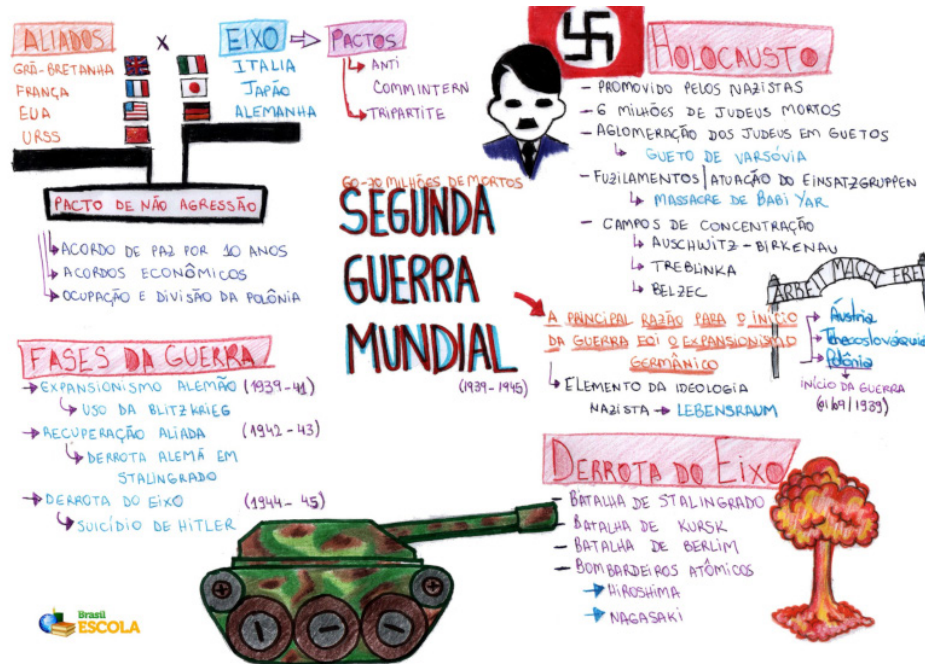 ALIADOS X EIXO → PACTOS
GRÃ-BRETANHA
FRANÇA
EUA
URSS
ITALIA
JAPÃO
ALEMANHA
ANTI
COMMINTERN
TRIPARTITE
PACTO DE NÃO AGRESSÃO
ACORDO DE PAZ POR 10 ANOS
ACORDOS ECONÔMICOS
OCUPAÇÃO E DIVISÃO DA POLÔNIA
60-70 MILHÕES DE MORTOS
SEGUNDA
GUERRA
MUNDIAL
(1939-1945)
HOLOCAUSTO
- PROMOVIDO PELOS NAZISTAS
- 6 MILHÕES DE JUDEUS MORTOS
- AGLOMERAÇÃO DOS JUDEUS EM GUETOS
GUETO DE VARSÓVIA
- FUZILAMENTOS/ATUAÇÃO DO EINSATZGRUPPEN
MASSACRE DE BABI YAR
- CAMPOS DE CONCENTRAÇÃO
AUSCHWITZ-BIRKENAU
TREBLINKA
BELZEC
ARBEIT MACHT FREI
A PRINCIPAL RAZÃO PARA O INÍCIO
DA GUERRA FOI O EXPANSIONISMO
GERMÂNICO
ELEMENTO DA IDEOLOGIA
NAZISTA → LEBENSRAUM
Áustria
Tchecoslováquia
Polônia
INÍCIO DA GUERRA
(01/09/1939)
FASES DA GUERRA
→ EXPANSIONISMO ALEMÃO (1939-41)
USO DA BLITZKRIEG
→ RECUPERAÇÃO ALIADA (1942-43)
DERROTA ALEMÃ EM
STALINGRADO
→ DERROTA DO EIXO (1944-45)
SUICÍDIO DE HITLER
DERROTA DO EIXO
- BATALHA DE STALINGRADO
- BATALHA DE KURSK
- BATALHA DE BERLIM
- BOMBARDEIROS ATÔMICOS
→ HIROSHIMA
→ NAGASAKI
Brasil
ESCOLA